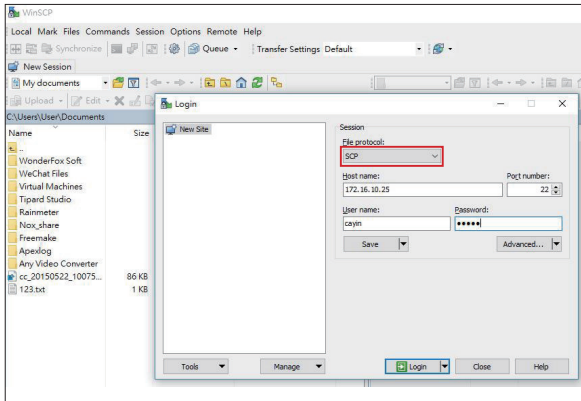 WinSCP
Local Mark Files Commands Session Options Remote Help
Synchronize Queue Transfer Settings Default
New Session
My documents
Upload Edit
C:\Users\User\Documents
Name Size
..
WonderFox Soft
WeChat Files
Virtual Machines
Tipard Studio
Rainmeter
Nox_share
Freemake
Apexlog
Any Video Converter
cc_20150522_10075... 86 KB
123.txt 1 KB
Login
New Site
Session
File protocol:
SCP
Host name: Port number:
172.16.10.25 22
User name: Password:
cayin •••••
Save Advanced...
Tools Manage Login Close Help